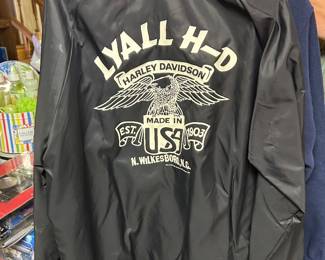 LYALL H-D
HARLEY DAVIDSON
MADE IN
EST. USA 1903
N. WILKESBORO, N.C.